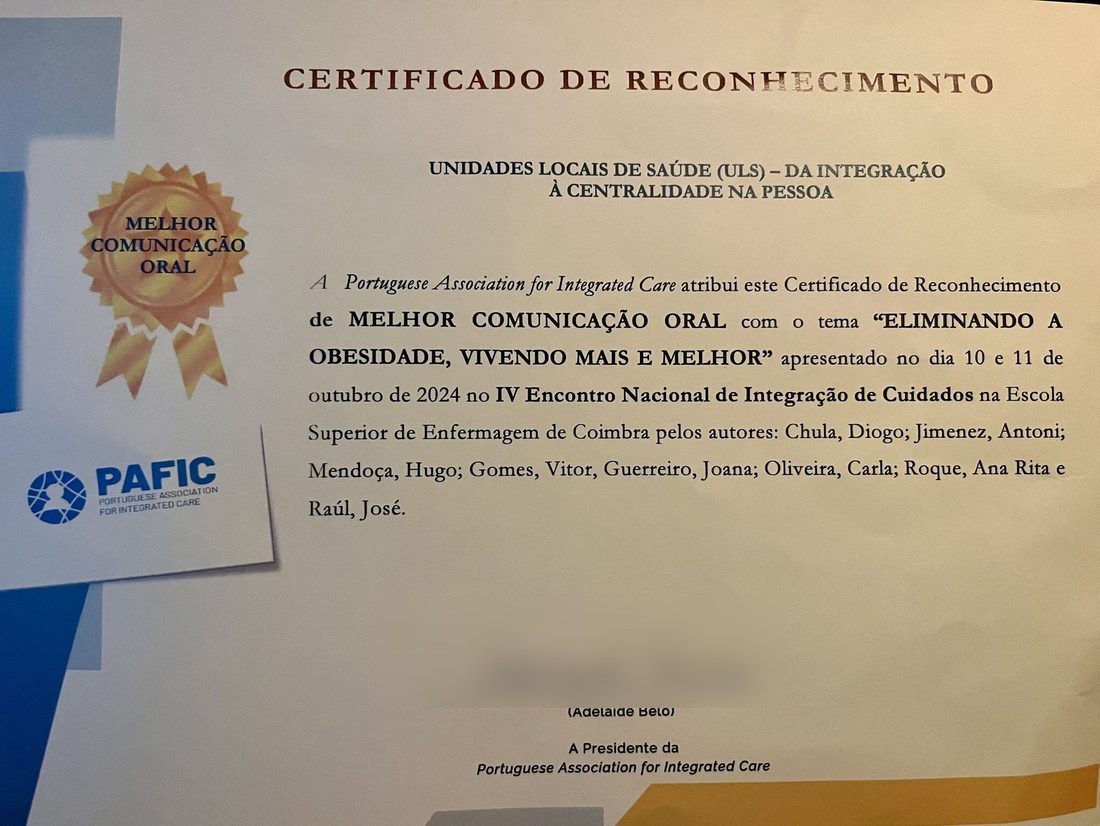 CERTIFICADO DE RECONHECIMENTO
UNIDADES LOCAIS DE SAÚDE (ULS) – DA INTEGRAÇÃO
À CENTRALIDADE NA PESSOA
MELHOR
COMUNICAÇÃO
ORAL
A Portuguese Association for Integrated Care atribui este Certificado de Reconhecimento
de MELHOR COMUNICAÇÃO ORAL com o tema “ELIMINANDO A
OBESIDADE, VIVENDO MAIS E MELHOR” apresentado no dia 10 e 11 de
outubro de 2024 no IV Encontro Nacional de Integração de Cuidados na Escola
Superior de Enfermagem de Coimbra pelos autores: Chula, Diogo; Jimenez, Antoni;
Mendoça, Hugo; Gomes, Vitor, Guerreiro, Joana; Oliveira, Carla; Roque, Ana Rita e
Raúl, José.
PAFIC
PORTUGUESE ASSOCIATION
FOR INTEGRATED CARE
(Adelaide Belo)
A Presidente da
Portuguese Association for Integrated Care